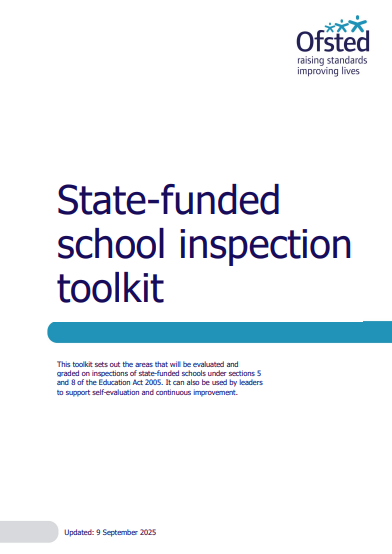 Ofsted
raising standards
improving lives
State-funded
school inspection
toolkit
This toolkit sets out the areas that will be evaluated and
graded on inspections of state-funded schools under sections 5
and 8 of the Education Act 2005. It can also be used by leaders
to support self-evaluation and continuous improvement.
Updated: 9 September 2025